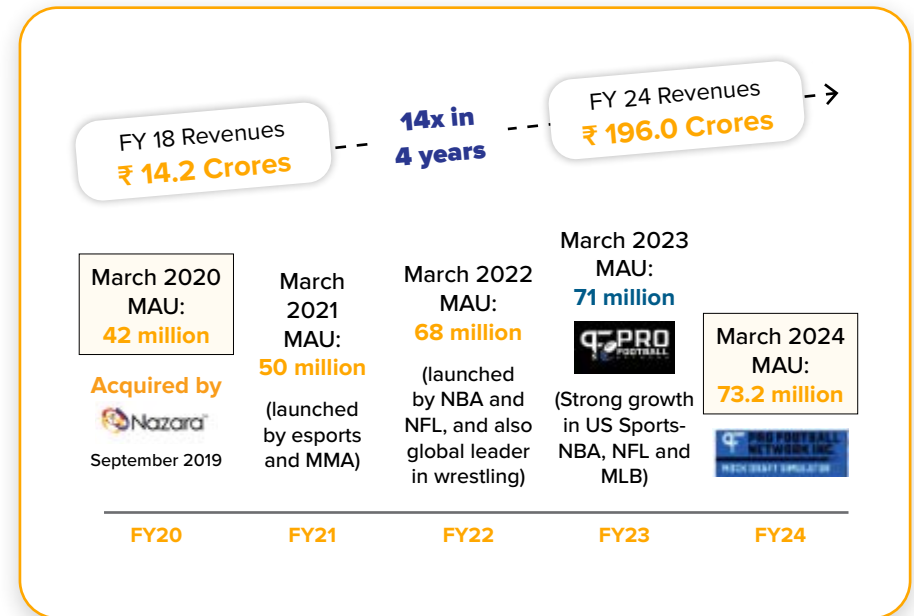 FY 18 Revenues
₹ 14.2 Crores
14x in
4 years
FY 24 Revenues
₹ 196.0 Crores
March 2020
MAU:
42 million
Acquired by
Nazara
September 2019
March
2021
MAU:
50 million
(launched
by esports
and MMA)
March 2022
MAU:
68 million
(launched
by NBA and
NFL, and also
global leader
in wrestling)
March 2023
MAU:
71 million
PRO
FOOTBALL
(Strong growth
in US Sports-
NBA, NFL and
MLB)
March 2024
MAU:
73.2 million
PRO FOOTBALL
NETWORK INC.
MOCK DRAFT SIMULATOR
FY20
FY21
FY22
FY23
FY24